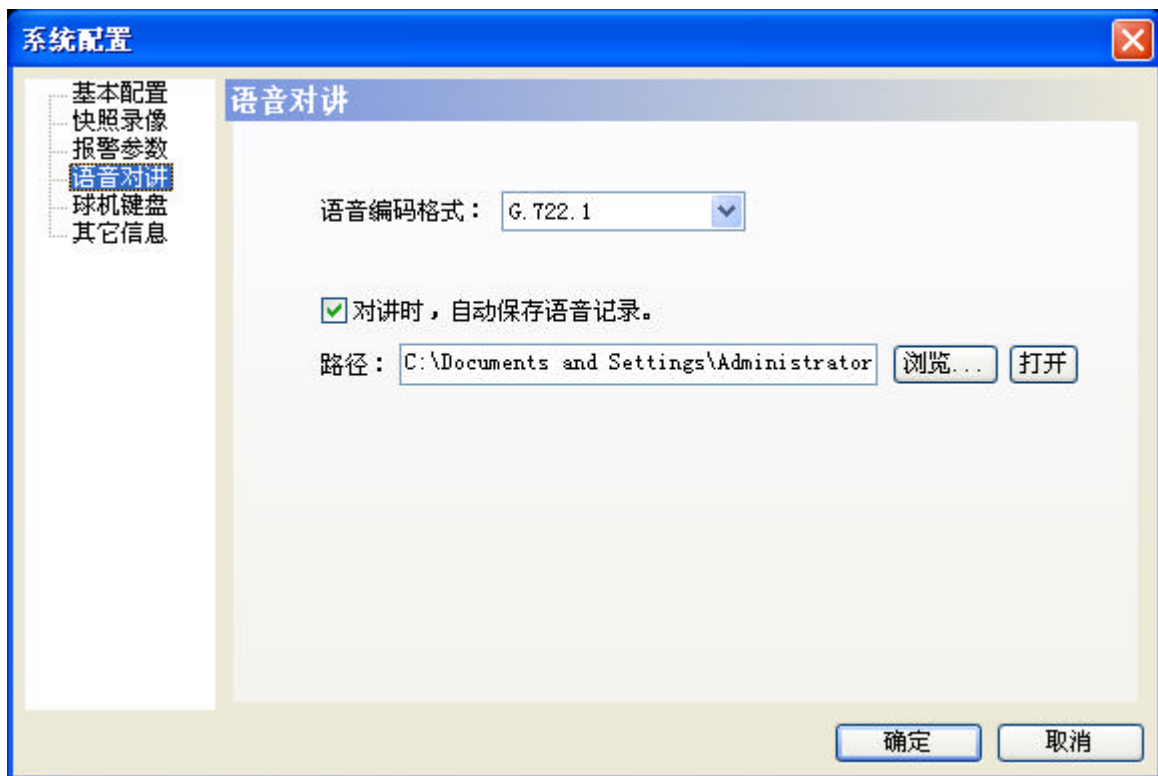 系统配置
基本配置
快照录像
报警参数
语音对讲
球机键盘
其它信息
语音对讲
语音编码格式： G.722.1
对讲时，自动保存语音记录。
路径： C:\Documents and Settings\Administrator 浏览... 打开
确定 取消